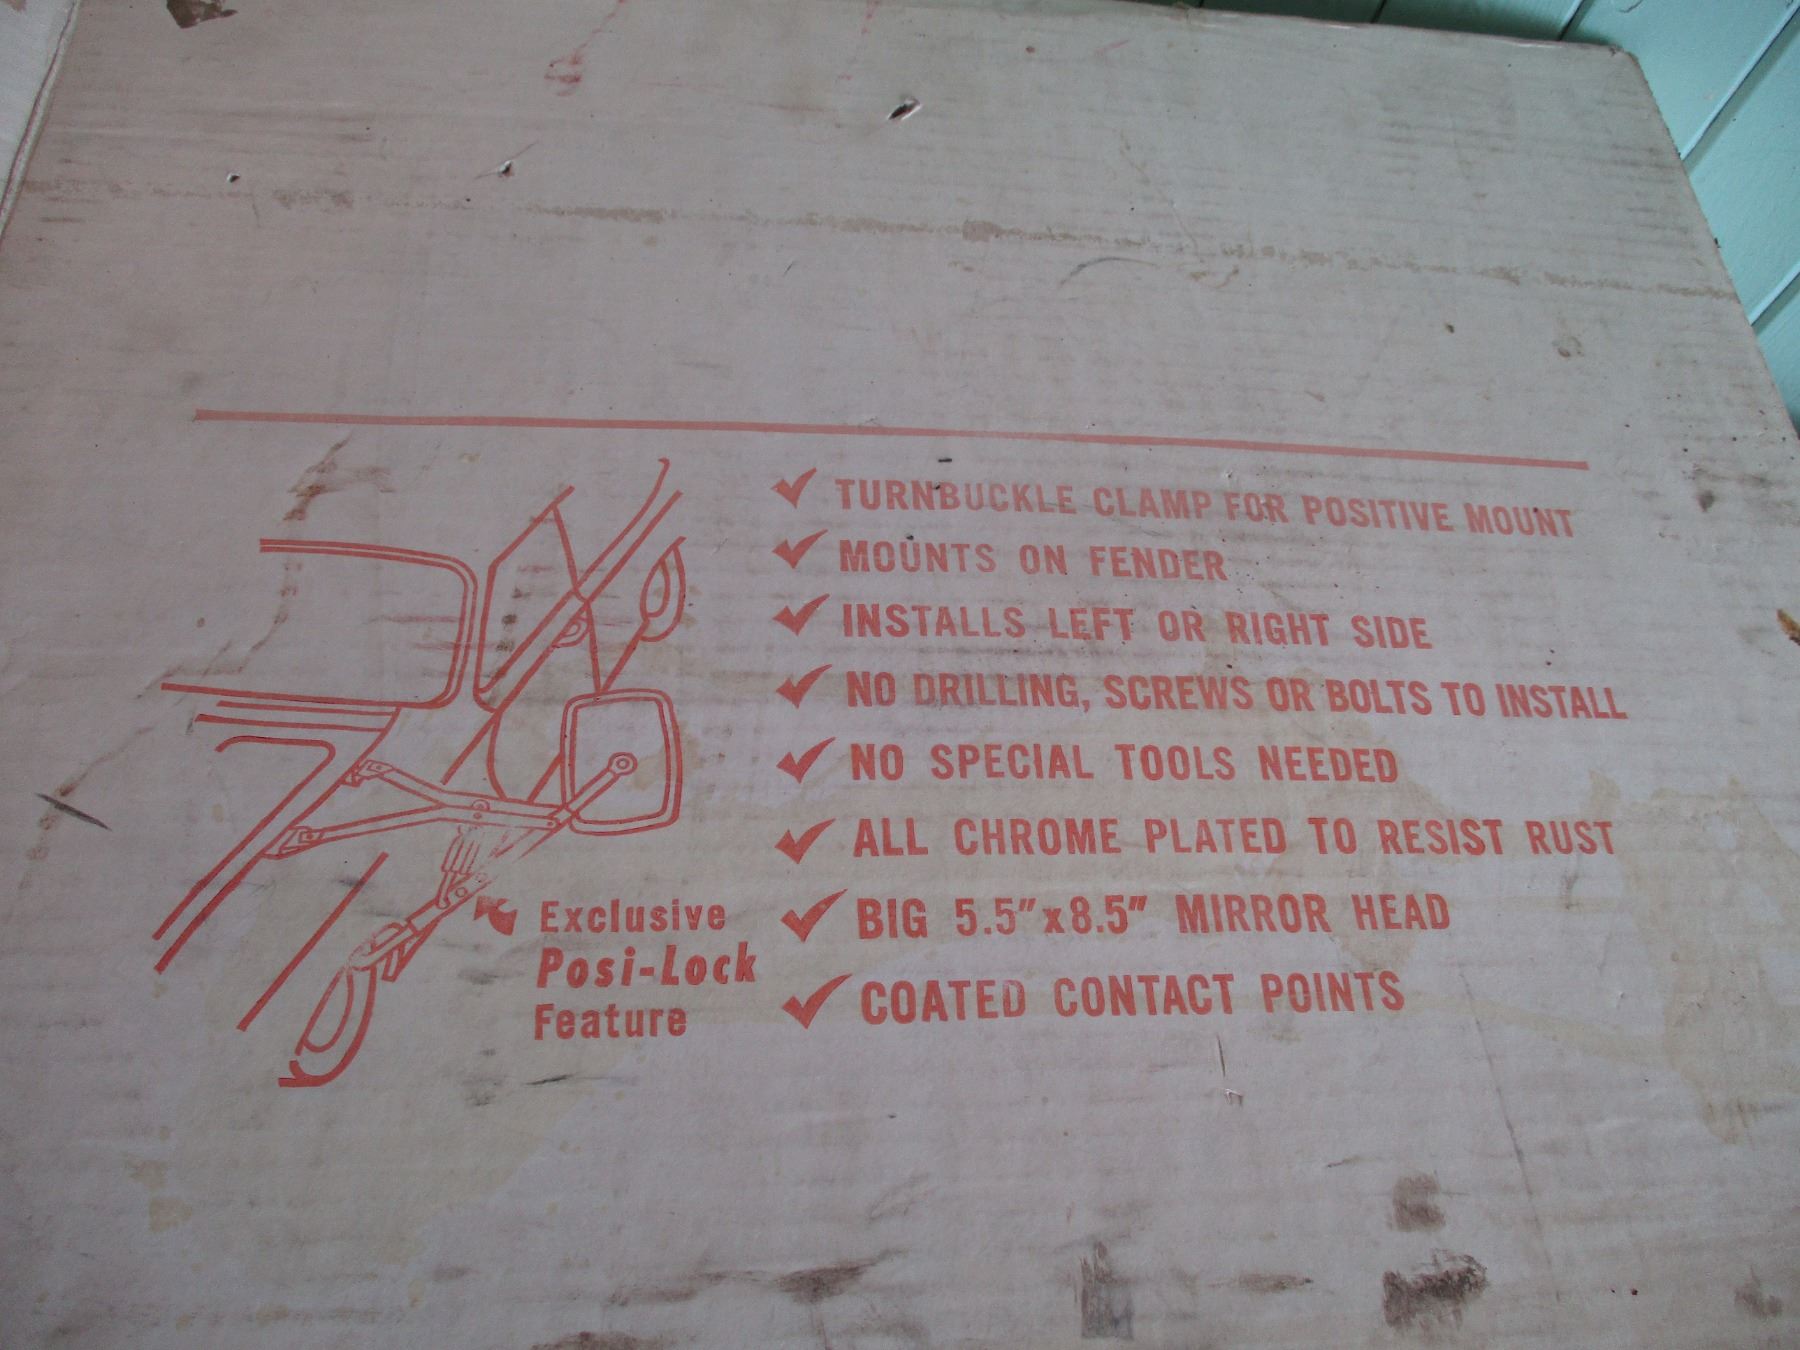 ✓ TURNBUCKLE CLAMP FOR POSITIVE MOUNT
✓ MOUNTS ON FENDER
✓ INSTALLS LEFT OR RIGHT SIDE
✓ NO DRILLING, SCREWS OR BOLTS TO INSTALL
✓ NO SPECIAL TOOLS NEEDED
✓ ALL CHROME PLATED TO RESIST RUST
✓ BIG 5.5"x8.5" MIRROR HEAD
✓ COATED CONTACT POINTS
Exclusive
Posi-Lock
Feature